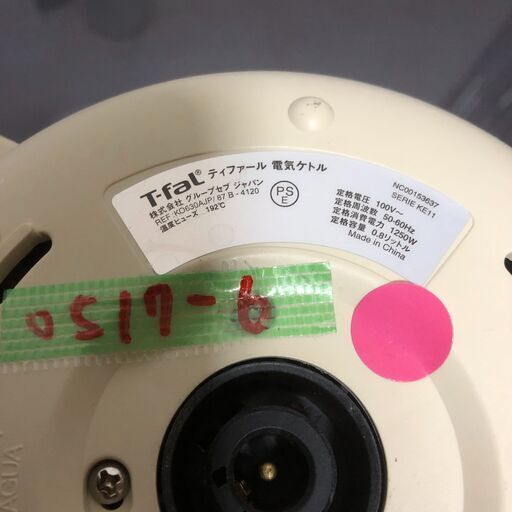 T-fal ティファール 電気ケトル
株式会社 グループセブ ジャパン
REF·KO630AJP/ 87 B - 4120
温度ヒューズ 192℃
PS
E
NC00153637
SERIE KE11
定格電圧 100V~
定格周波数 50-60Hz
定格消費電力 1250W
定格容量 0.8リットル
Made in China
0517-6
AGUA